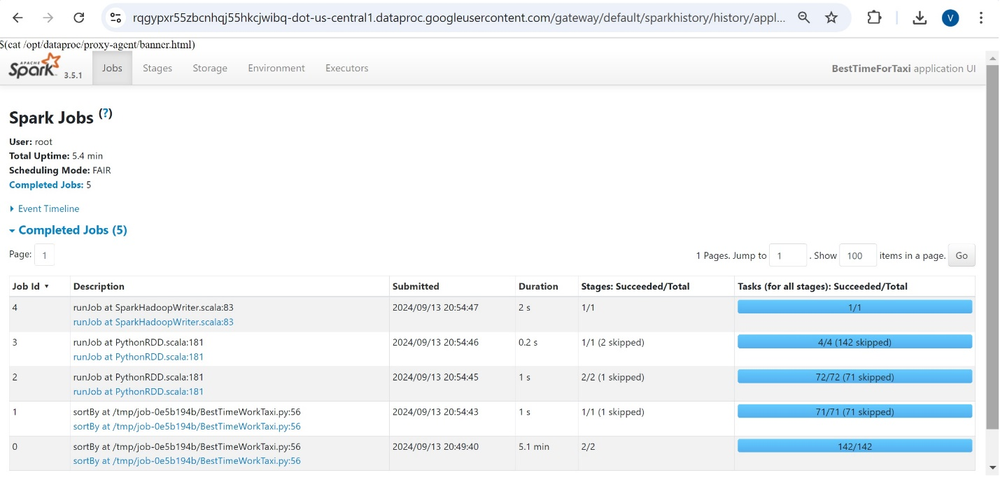 rqgypxr55zbcnhqj55hkcjwibq-dot-us-central1.dataproc.googleusercontent.com/gateway/default/sparkhistory/history/appl... V
$(cat /opt/dataproc/proxy-agent/banner.html)
APACHE Spark 3.5.1 Jobs Stages Storage Environment Executors BestTimeForTaxi application UI
Spark Jobs (?)
User: root
Total Uptime: 5.4 min
Scheduling Mode: FAIR
Completed Jobs: 5
Event Timeline
Completed Jobs (5)
Page: 1 1 Pages. Jump to 1 . Show 100 items in a page. Go
Job Id ▾ Description Submitted Duration Stages: Succeeded/Total Tasks (for all stages): Succeeded/Total
4 runJob at SparkHadoopWriter.scala:83 2024/09/13 20:54:47 2 s 1/1 1/1
runJob at SparkHadoopWriter.scala:83
3 runJob at PythonRDD.scala:181 2024/09/13 20:54:46 0.2 s 1/1 (2 skipped) 4/4 (142 skipped)
runJob at PythonRDD.scala:181
2 runJob at PythonRDD.scala:181 2024/09/13 20:54:45 1 s 2/2 (1 skipped) 72/72 (71 skipped)
runJob at PythonRDD.scala:181
1 sortBy at /tmp/job-0e5b194b/BestTimeWorkTaxi.py:56 2024/09/13 20:54:43 1 s 1/1 (1 skipped) 71/71 (71 skipped)
sortBy at /tmp/job-0e5b194b/BestTimeWorkTaxi.py:56
0 sortBy at /tmp/job-0e5b194b/BestTimeWorkTaxi.py:56 2024/09/13 20:49:40 5.1 min 2/2 142/142
sortBy at /tmp/job-0e5b194b/BestTimeWorkTaxi.py:56